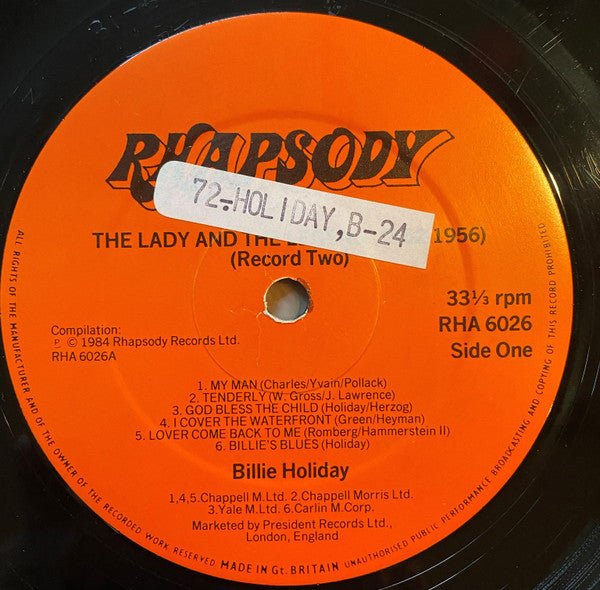 RHAPSODY
72-HOLIDAY,B-24
THE LADY AND THE 1956)
(Record Two)
33⅓ rpm
RHA 6026
Side One
Compilation:
℗ © 1984 Rhapsody Records Ltd.
RHA 6026A
1. MY MAN (Charles/Yvain/Pollack)
2. TENDERLY (W. Gross/J. Lawrence)
3. GOD BLESS THE CHILD (Holiday/Herzog)
4. I COVER THE WATERFRONT (Green/Heyman)
5. LOVER COME BACK TO ME (Romberg/Hammerstein II)
6. BILLIE'S BLUES (Holiday)
Billie Holiday
1,4,5.Chappell M.Ltd. 2.Chappell Morris Ltd.
3.Yale M.Ltd. 6.Carlin M.Corp.
Marketed by President Records Ltd.,
London, England
ALL RIGHTS OF THE MANUFACTURER AND OF THE OWNER OF THE RECORDED WORK RESERVED MADE IN Gt. BRITAIN UNAUTHORISED PUBLIC PERFORMANCE BROADCASTING AND COPYING OF THIS RECORD PROHIBITED